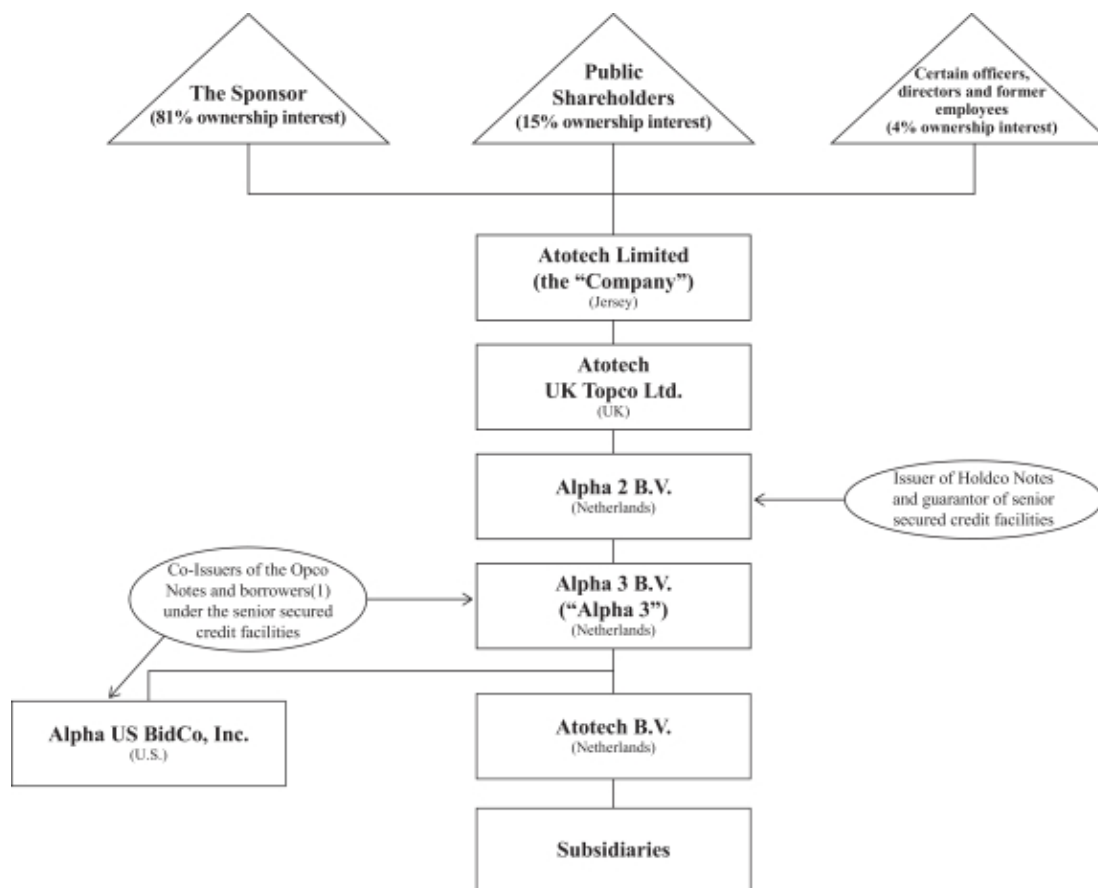 The Sponsor
(81% ownership interest)
Public
Shareholders
(15% ownership interest)
Certain officers,
directors and former
employees
(4% ownership interest)
Atotech Limited
(the “Company”)
(Jersey)
Atotech
UK Topco Ltd.
(UK)
Alpha 2 B.V.
(Netherlands)
Issuer of Holdco Notes
and guarantor of senior
secured credit facilities
Co-Issuers of the Opco
Notes and borrowers(1)
under the senior secured
credit facilities
Alpha 3 B.V.
(“Alpha 3”)
(Netherlands)
Alpha US BidCo, Inc.
(U.S.)
Atotech B.V.
(Netherlands)
Subsidiaries